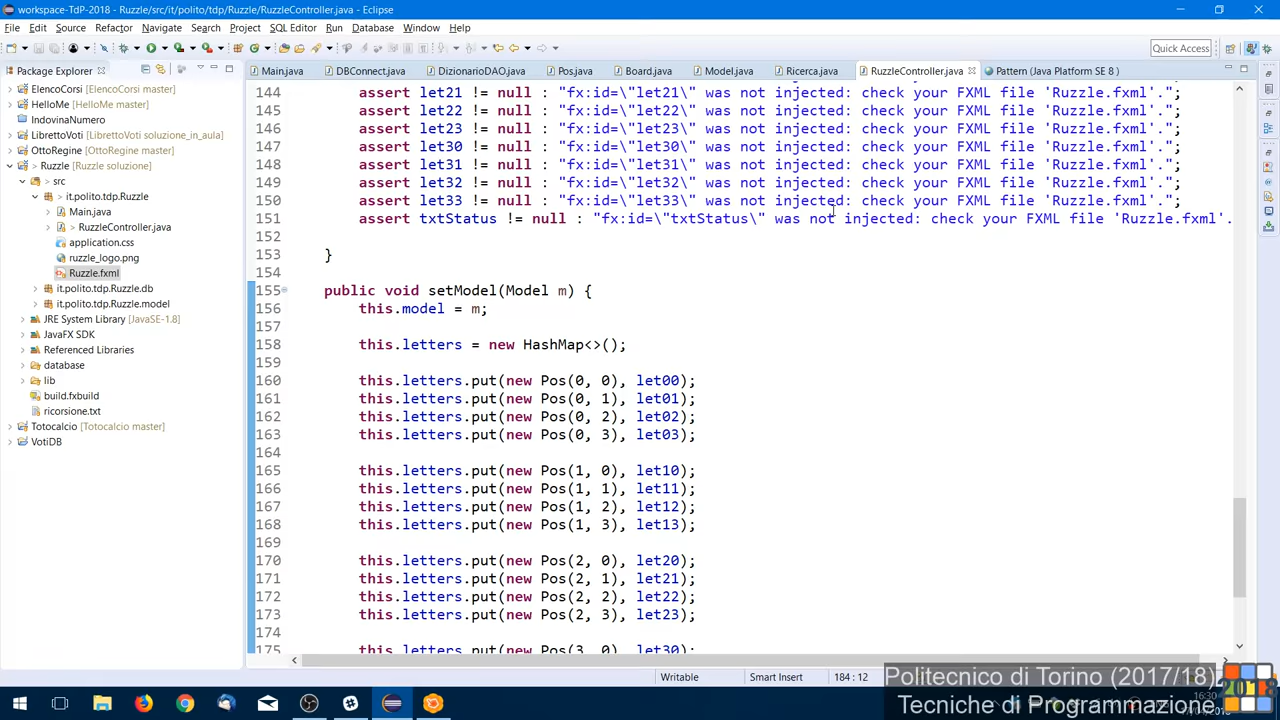 workspace-TdP-2018 - Ruzzle/src/it/polito/tdp/Ruzzle/RuzzleController.java - Eclipse
File Edit Source Refactor Navigate Search Project SQL Editor Run Database Window Help
Quick Access
Package Explorer
Main.java DBConnect.java DizionarioDAO.java Pos.java Board.java Model.java Ricerca.java RuzzleController.java Pattern (Java Platform SE 8 )
ElencoCorsi [ElencoCorsi master]
HelloMe [HelloMe master]
IndovinaNumero
LibrettoVoti [LibrettoVoti soluzione_in_aula]
OttoRegine [OttoRegine master]
> Ruzzle [Ruzzle soluzione]
> src
> it.polito.tdp.Ruzzle
Main.java
> RuzzleController.java
application.css
ruzzle_logo.png
Ruzzle.fxml
it.polito.tdp.Ruzzle.db
it.polito.tdp.Ruzzle.model
JRE System Library [JavaSE-1.8]
JavaFX SDK
Referenced Libraries
database
lib
build.fxbuild
ricorsione.txt
Totocalcio [Totocalcio master]
VotiDB
144 assert let21 != null : "fx:id=\"let21\" was not injected: check your FXML file 'Ruzzle.fxml'.";
145 assert let22 != null : "fx:id=\"let22\" was not injected: check your FXML file 'Ruzzle.fxml'.";
146 assert let23 != null : "fx:id=\"let23\" was not injected: check your FXML file 'Ruzzle.fxml'.";
147 assert let30 != null : "fx:id=\"let30\" was not injected: check your FXML file 'Ruzzle.fxml'.";
148 assert let31 != null : "fx:id=\"let31\" was not injected: check your FXML file 'Ruzzle.fxml'.";
149 assert let32 != null : "fx:id=\"let32\" was not injected: check your FXML file 'Ruzzle.fxml'.";
150 assert let33 != null : "fx:id=\"let33\" was not injected: check your FXML file 'Ruzzle.fxml'.";
151 assert txtStatus != null : "fx:id=\"txtStatus\" was not injected: check your FXML file 'Ruzzle.fxml'.
152
153 }
154
155 public void setModel(Model m) {
156 this.model = m;
157
158 this.letters = new HashMap<>();
159
160 this.letters.put(new Pos(0, 0), let00);
161 this.letters.put(new Pos(0, 1), let01);
162 this.letters.put(new Pos(0, 2), let02);
163 this.letters.put(new Pos(0, 3), let03);
164
165 this.letters.put(new Pos(1, 0), let10);
166 this.letters.put(new Pos(1, 1), let11);
167 this.letters.put(new Pos(1, 2), let12);
168 this.letters.put(new Pos(1, 3), let13);
169
170 this.letters.put(new Pos(2, 0), let20);
171 this.letters.put(new Pos(2, 1), let21);
172 this.letters.put(new Pos(2, 2), let22);
173 this.letters.put(new Pos(2, 3), let23);
174
175 this.letters.put(new Pos(3, 0), let30);
Writable Smart Insert 184 : 12
Politecnico di Torino (2017/18)
Tecniche di Programmazione
2018
16:30